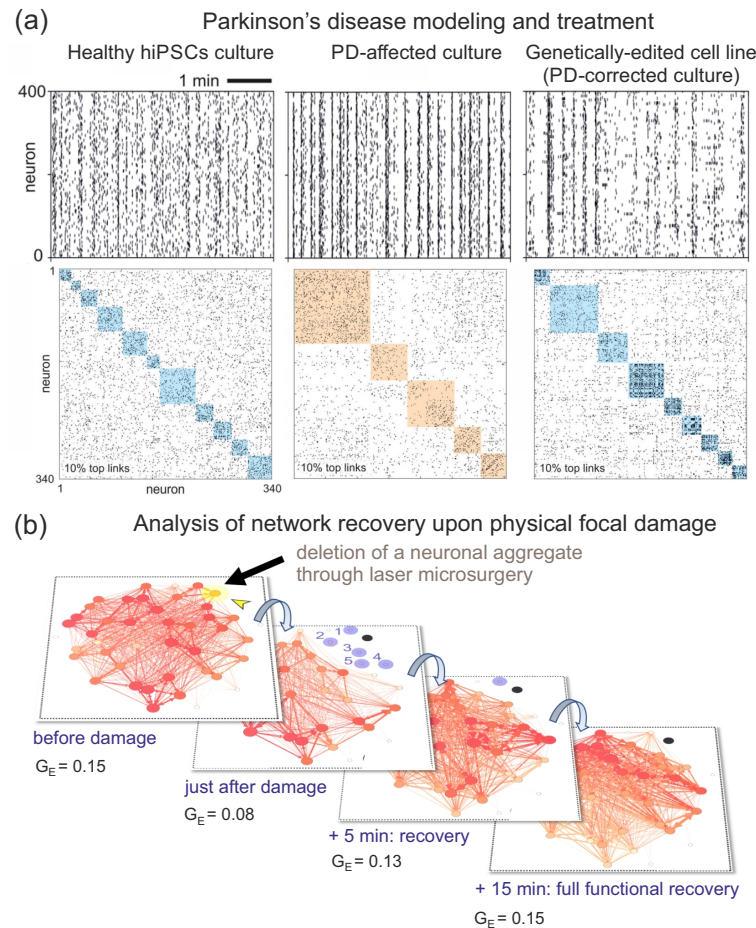 (a) Parkinson's disease modeling and treatment
Healthy hiPSCs culture
PD-affected culture
Genetically-edited cell line
(PD-corrected culture)
1 min
400
neuron
0
1
neuron
340
10% top links
1
neuron
340
10% top links
10% top links
(b) Analysis of network recovery upon physical focal damage
deletion of a neuronal aggregate
through laser microsurgery
1
2
3
5
4
before damage
G_E = 0.15
just after damage
G_E = 0.08
+ 5 min: recovery
G_E = 0.13
+ 15 min: full functional recovery
G_E = 0.15